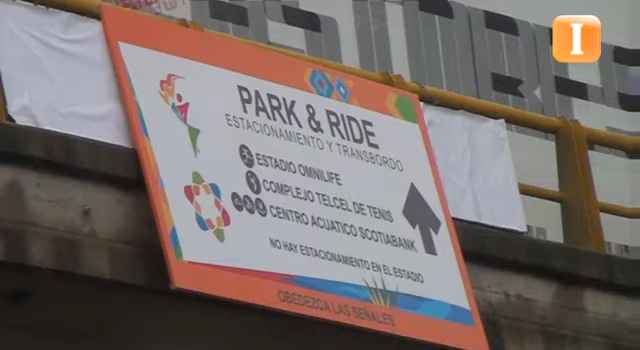 I
PARK & RIDE
ESTACIONAMIENTO Y TRANSBORDO
ESTADIO OMNILIFE
COMPLEJO TELCEL DE TENIS
CENTRO ACUATICO SCOTIABANK
NO HAY ESTACIONAMIENTO EN EL ESTADIO
OBEDEZCA LAS SEÑALES